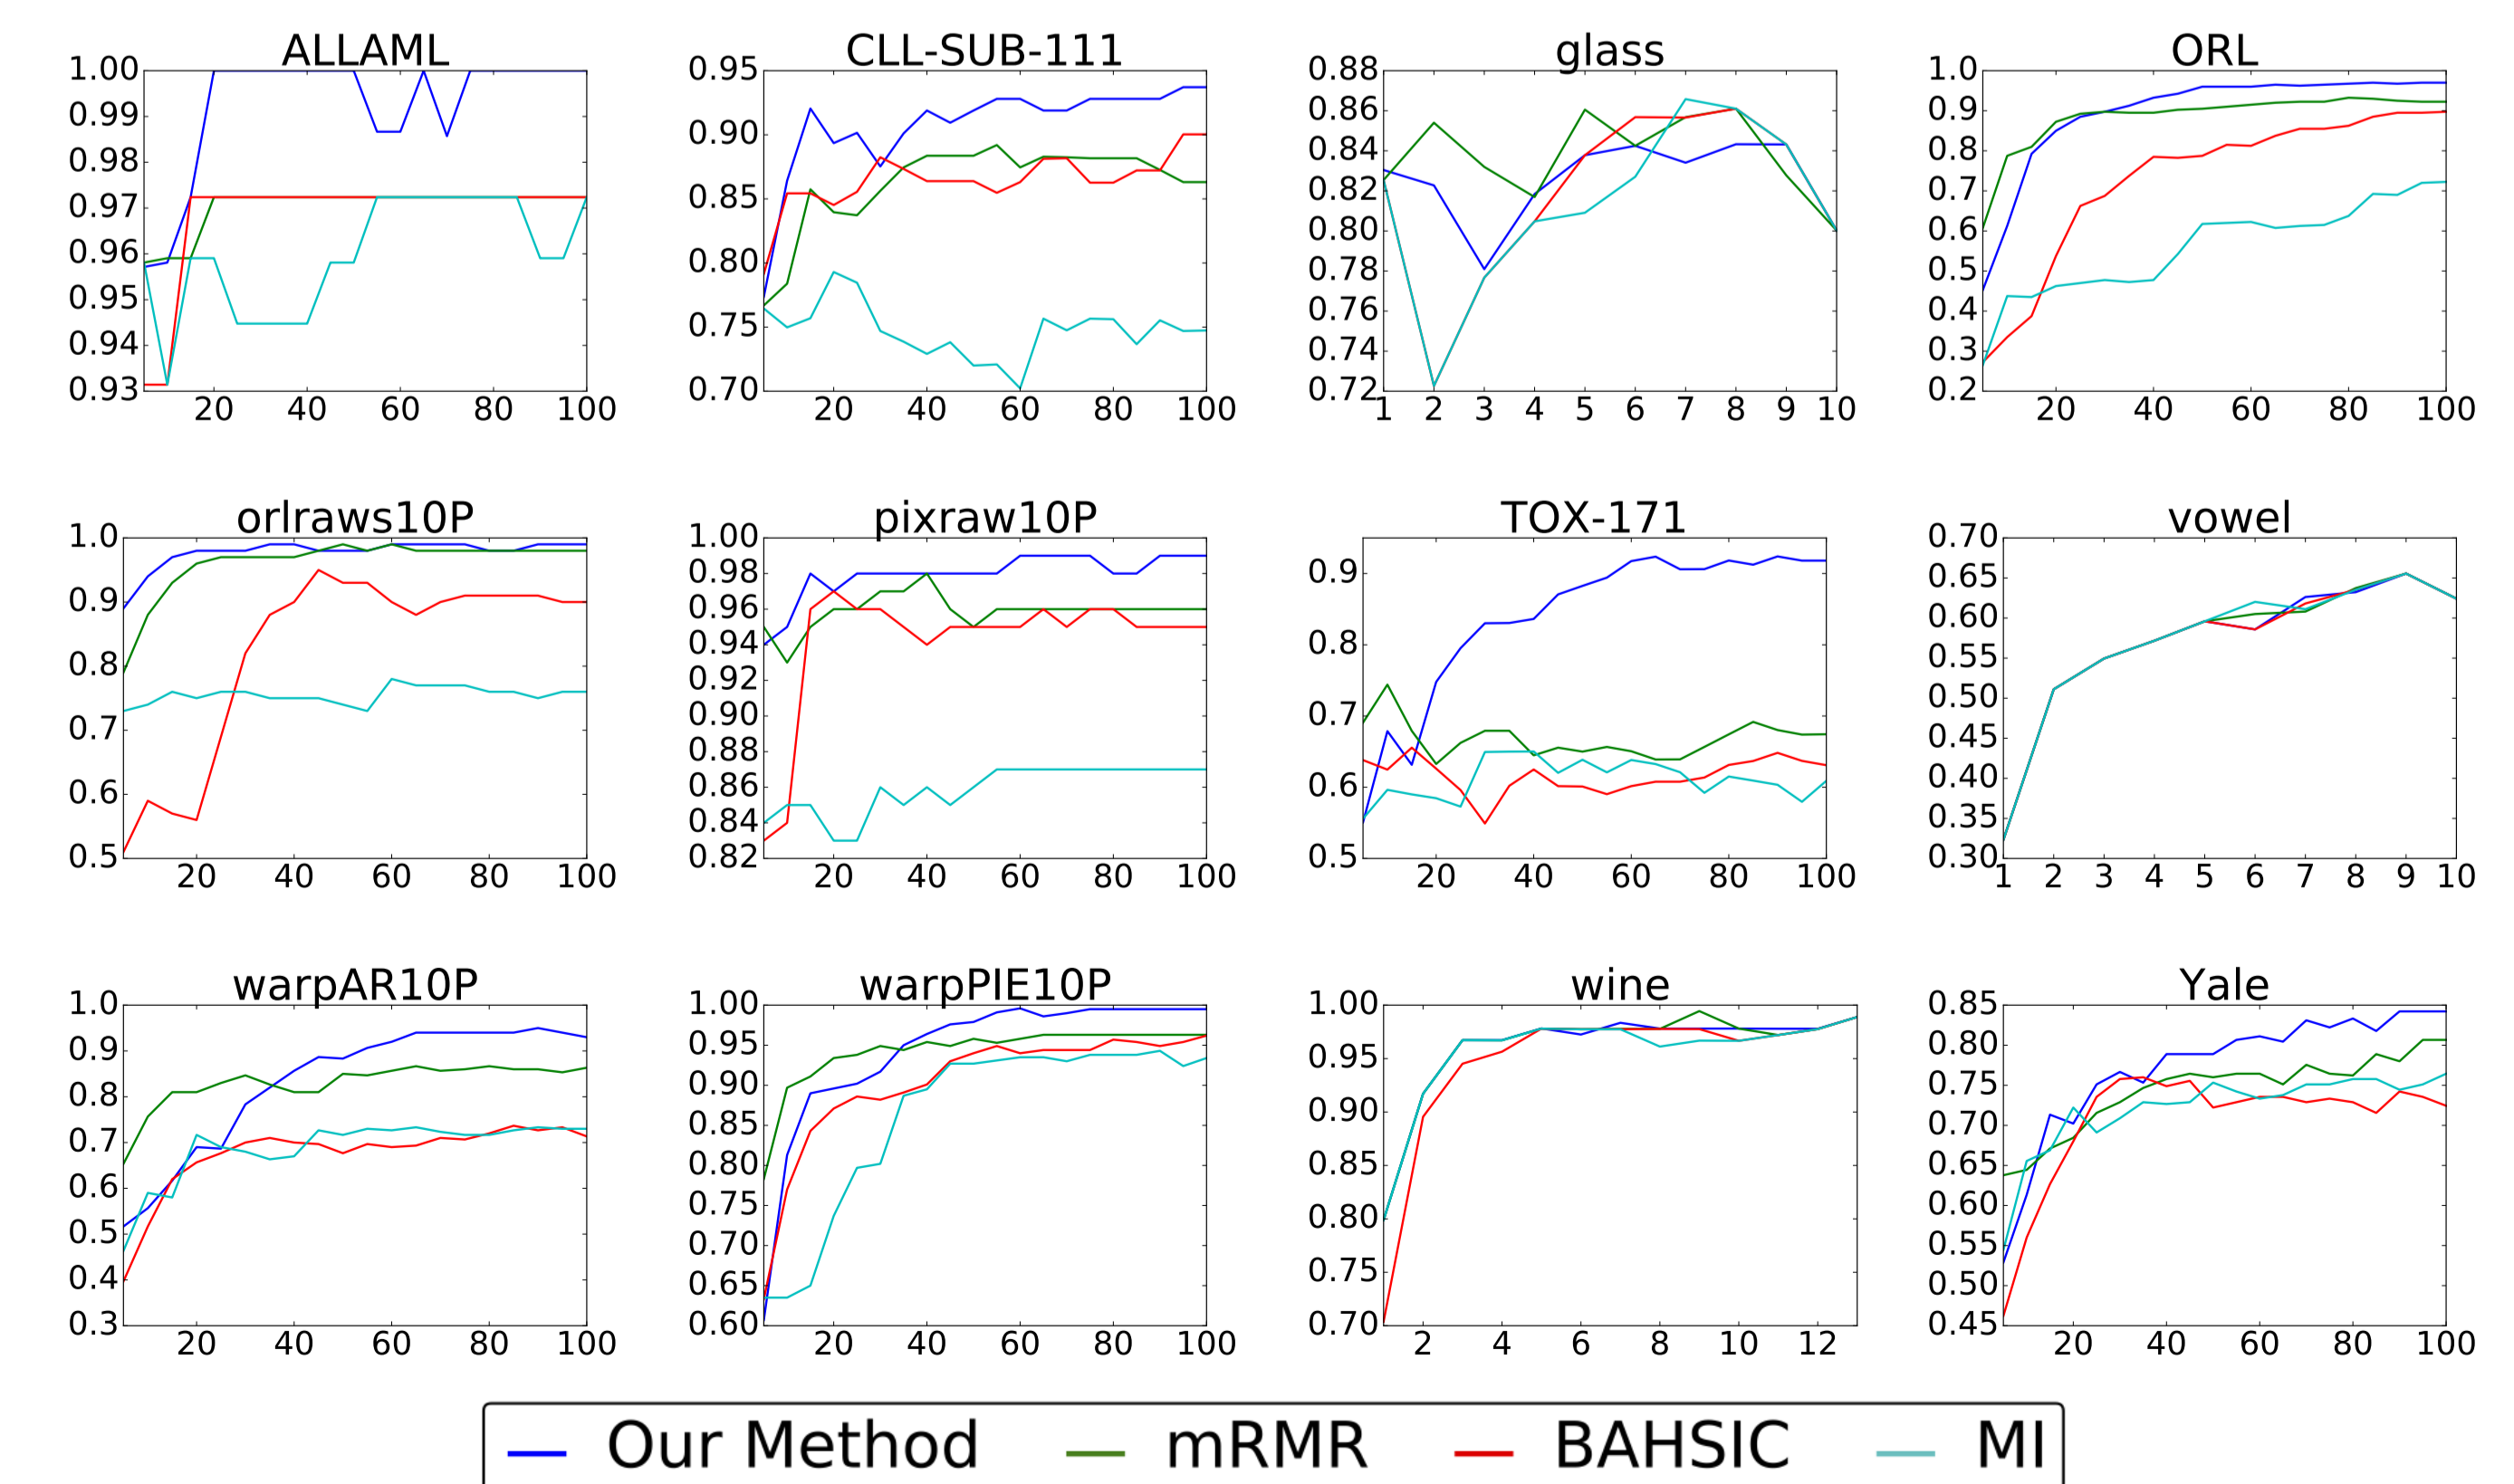 ALLAML CLL-SUB-111 glass ORL
1.00 0.99 0.98 0.97 0.96 0.95 0.94 0.93
20 40 60 80 100
0.95 0.90 0.85 0.80 0.75 0.70
20 40 60 80 100
0.88 0.86 0.84 0.82 0.80 0.78 0.76 0.74 0.72
1 2 3 4 5 6 7 8 9 10
1.0 0.9 0.8 0.7 0.6 0.5 0.4 0.3 0.2
20 40 60 80 100
orlraws10P pixraw10P TOX-171 vowel
1.0 0.9 0.8 0.7 0.6 0.5
20 40 60 80 100
1.00 0.98 0.96 0.94 0.92 0.90 0.88 0.86 0.84 0.82
20 40 60 80 100
0.9 0.8 0.7 0.6 0.5
20 40 60 80 100
0.70 0.65 0.60 0.55 0.50 0.45 0.40 0.35 0.30
1 2 3 4 5 6 7 8 9 10
warpAR10P warpPIE10P wine Yale
1.0 0.9 0.8 0.7 0.6 0.5 0.4 0.3
20 40 60 80 100
1.00 0.95 0.90 0.85 0.80 0.75 0.70 0.65 0.60
20 40 60 80 100
1.00 0.95 0.90 0.85 0.80 0.75 0.70
2 4 6 8 10 12
0.85 0.80 0.75 0.70 0.65 0.60 0.55 0.50 0.45
20 40 60 80 100
Our Method mRMR BAHSIC MI